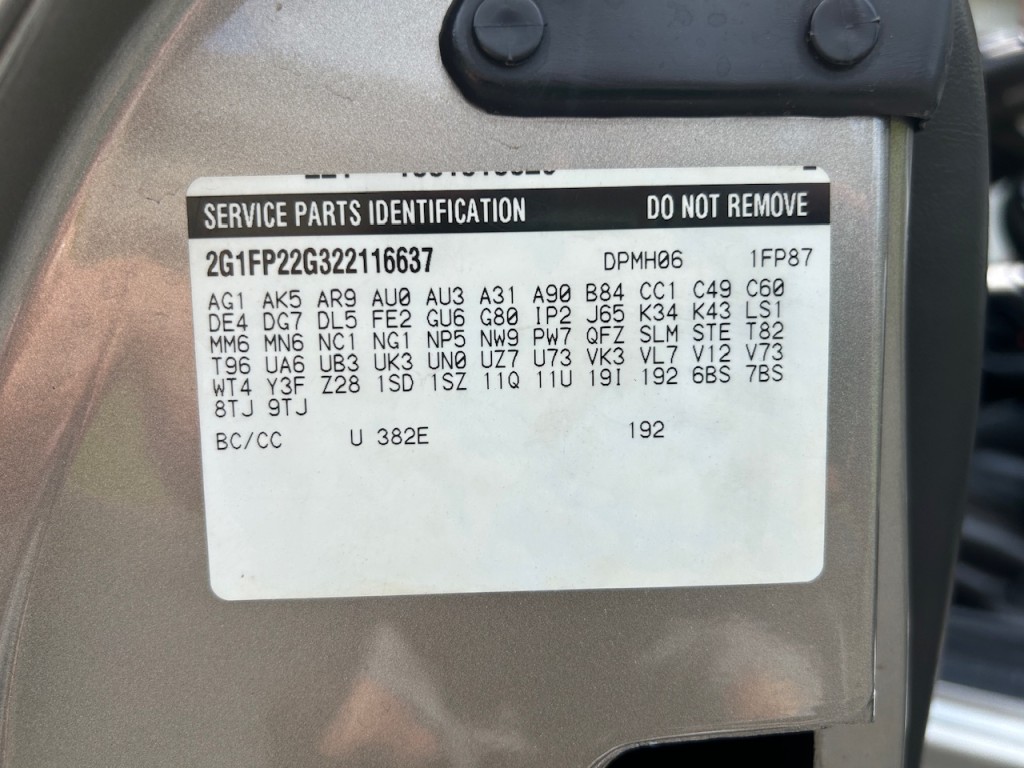 SERVICE PARTS IDENTIFICATION DO NOT REMOVE
2G1FP22G322116637 DPMH06 1FP87
AG1 AK5 AR9 AU0 AU3 A31 A90 B84 CC1 C49 C60
DE4 DG7 DL5 FE2 GU6 G80 IP2 J65 K34 K43 LS1
MM6 MN6 NC1 NG1 NP5 NW9 PW7 QFZ SLM STE T82
T96 UA6 UB3 UK3 UN0 UZ7 U73 VK3 VL7 V12 V73
WT4 Y3F Z28 1SD 1SZ 11Q 11U 19I 192 6BS 7BS
8TJ 9TJ
BC/CC U 382E 192